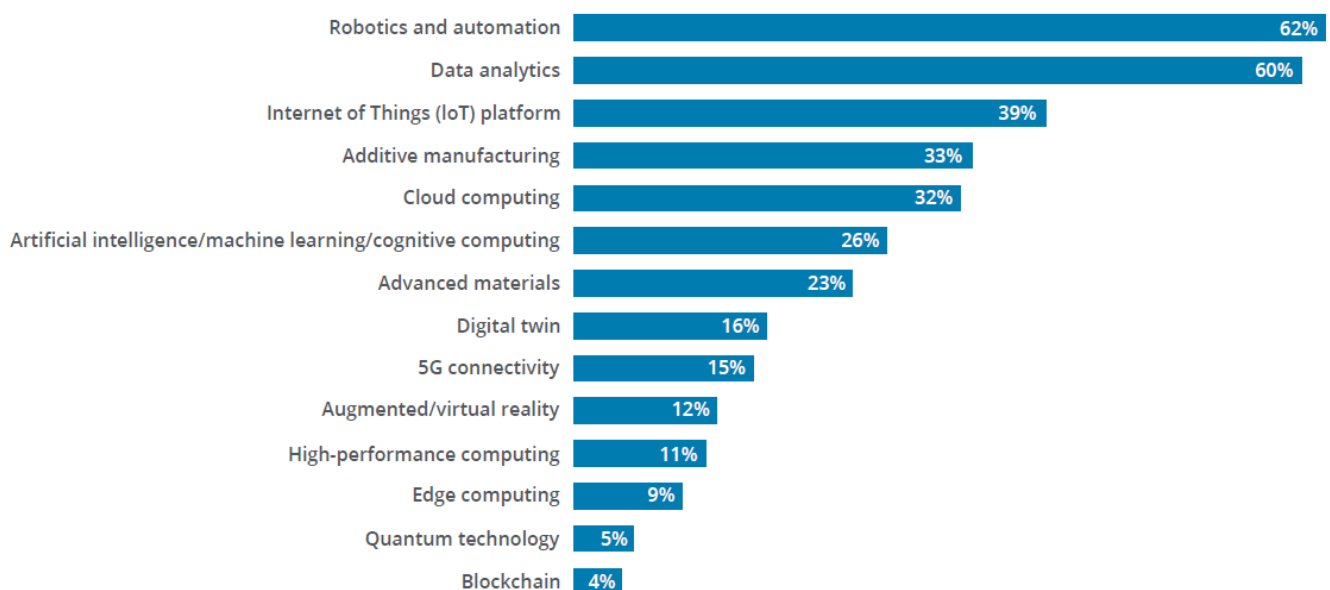 Robotics and automation 62%
Data analytics 60%
Internet of Things (loT) platform 39%
Additive manufacturing 33%
Cloud computing 32%
Artificial intelligence/machine learning/cognitive computing 26%
Advanced materials 23%
Digital twin 16%
5G connectivity 15%
Augmented/virtual reality 12%
High-performance computing 11%
Edge computing 9%
Quantum technology 5%
Blockchain 4%